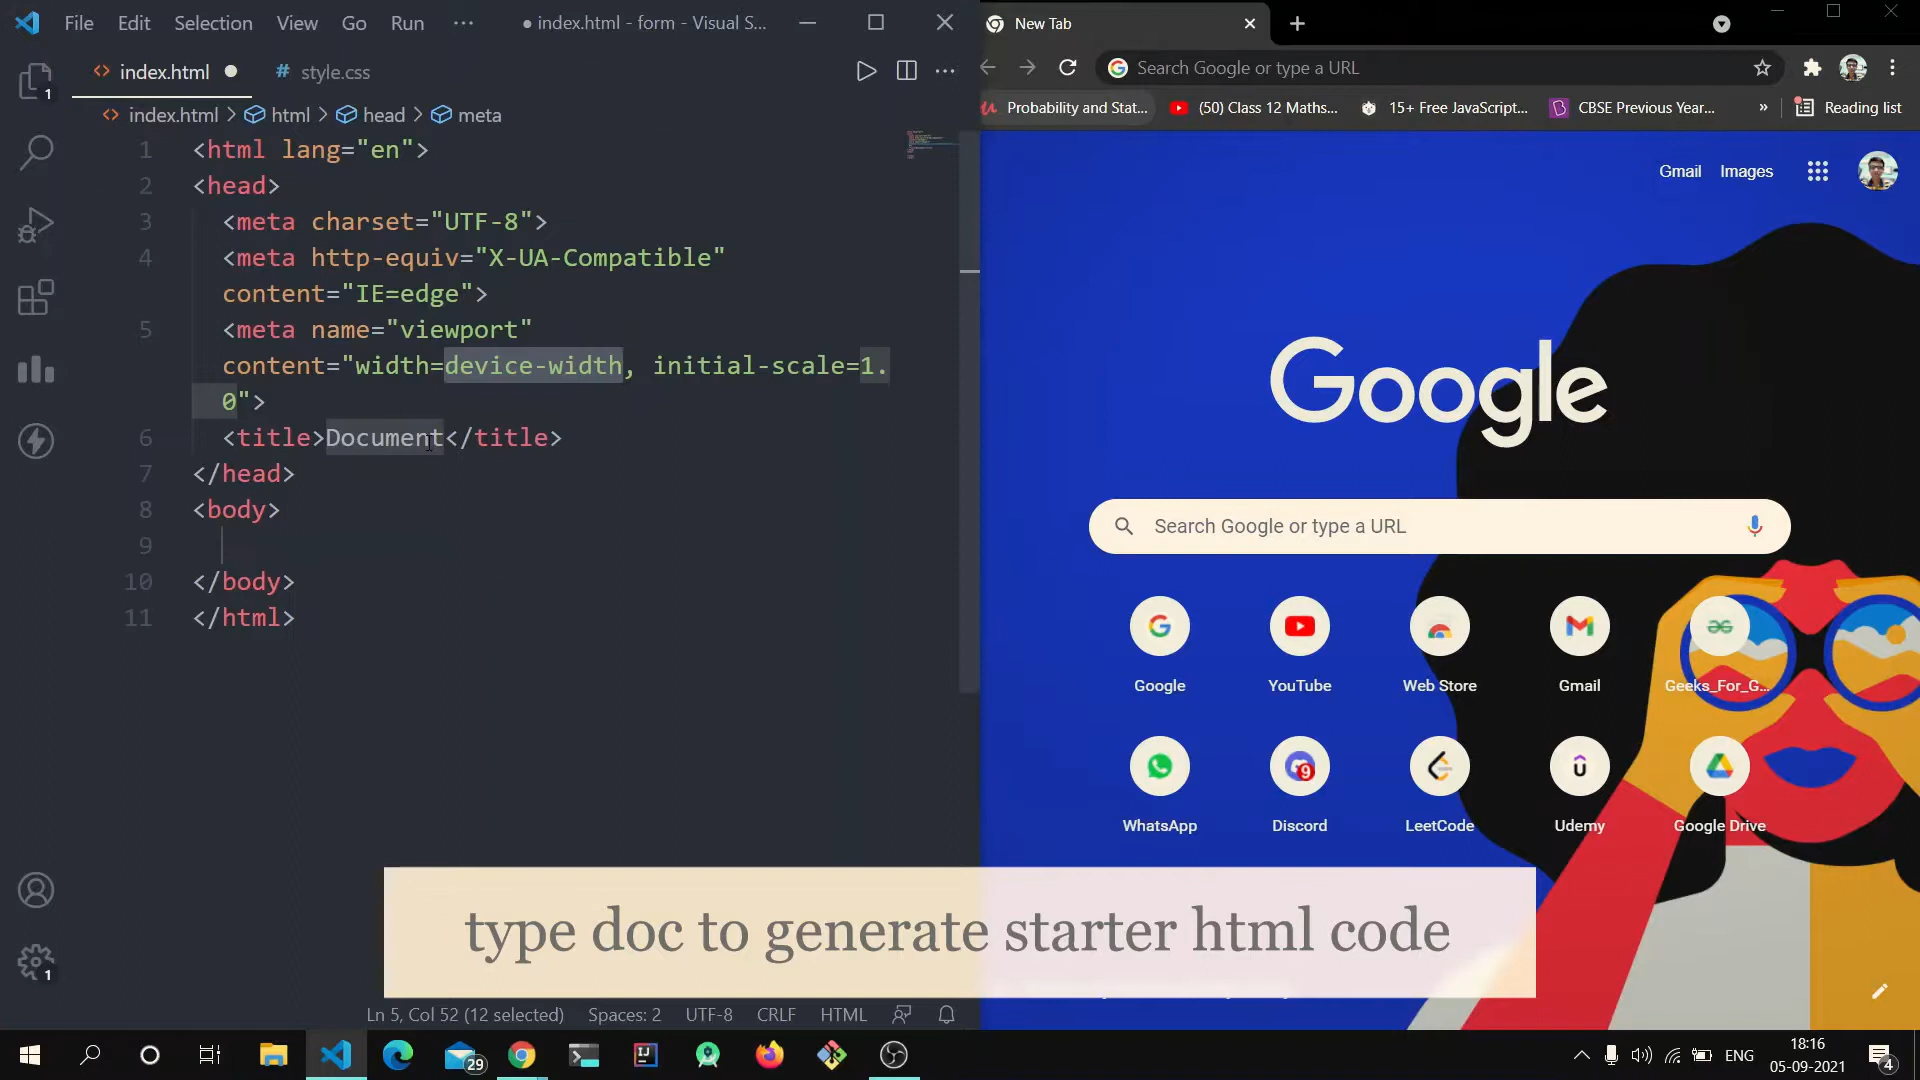 File Edit Selection View Go Run ··· ● index.html - form - Visual S...
index.html style.css
index.html > html > head > meta
1 <html lang="en">
2 <head>
3 <meta charset="UTF-8">
4 <meta http-equiv="X-UA-Compatible"
content="IE=edge">
5 <meta name="viewport"
content="width=device-width, initial-scale=1.
0">
6 <title>Document</title>
7 </head>
8 <body>
9
10 </body>
11 </html>
1
1
Ln 5, Col 52 (12 selected) Spaces: 2 UTF-8 CRLF HTML
New Tab
Search Google or type a URL
Probability and Stat... (50) Class 12 Maths... 15+ Free JavaScript... CBSE Previous Year... » Reading list
Gmail Images
Google
Search Google or type a URL
Google YouTube Web Store Gmail Geeks_For_G...
9
WhatsApp Discord LeetCode Udemy Google Drive
type doc to generate starter html code
29
ENG
18:16
05-09-2021
4